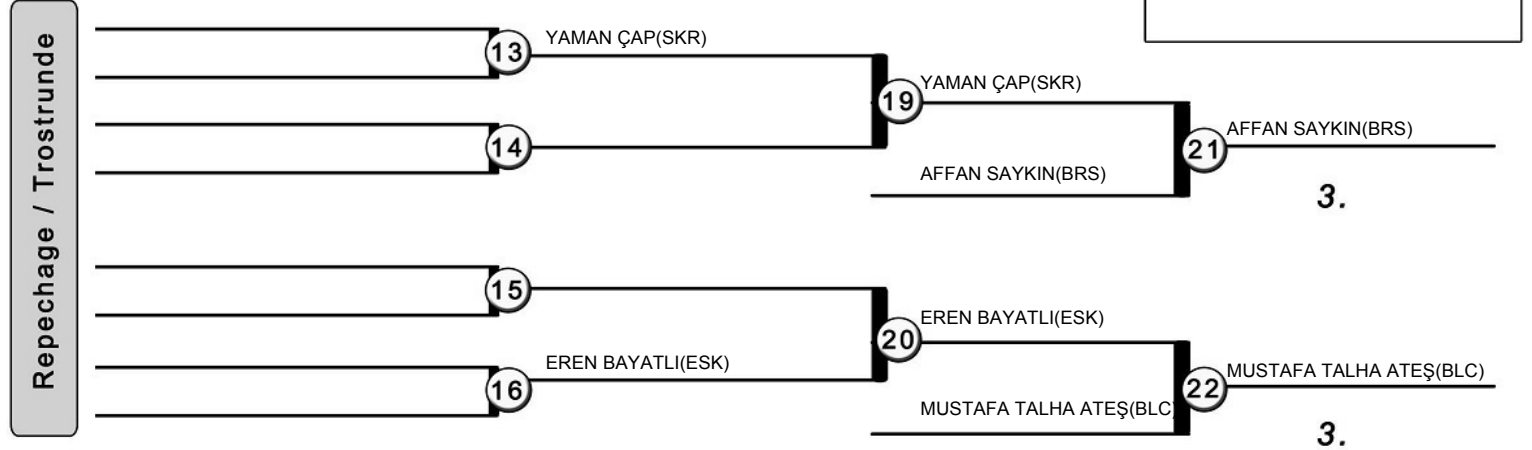 Repechage / Trostrunde
13
YAMAN ÇAP(SKR)
14
19
YAMAN ÇAP(SKR)
AFFAN SAYKIN(BRS)
21
AFFAN SAYKIN(BRS)
3.
15
16
EREN BAYATLI(ESK)
20
EREN BAYATLI(ESK)
MUSTAFA TALHA ATEŞ(BLC)
22
MUSTAFA TALHA ATEŞ(BLC)
3.